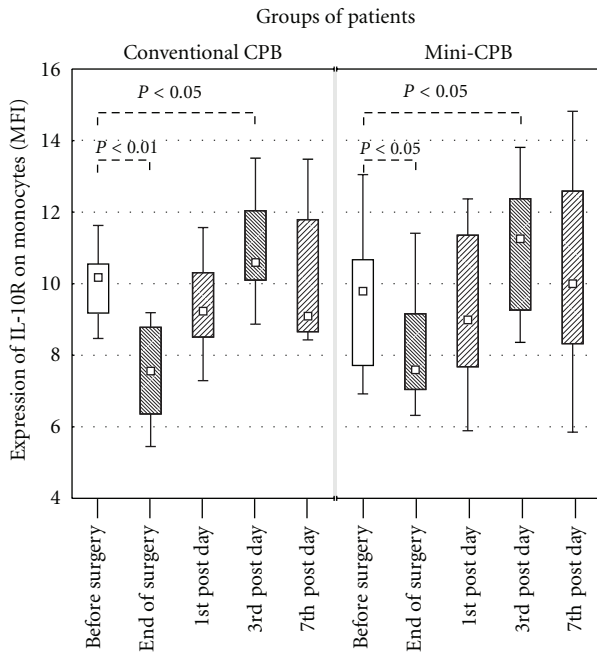 Groups of patients
Conventional CPB
Mini-CPB
Expression of IL-10R on monocytes (MFI)
16
14
12
10
8
6
4
P < 0.05
P < 0.01
P < 0.05
P < 0.05
Before surgery
End of surgery
1st post day
3rd post day
7th post day
Before surgery
End of surgery
1st post day
3rd post day
7th post day